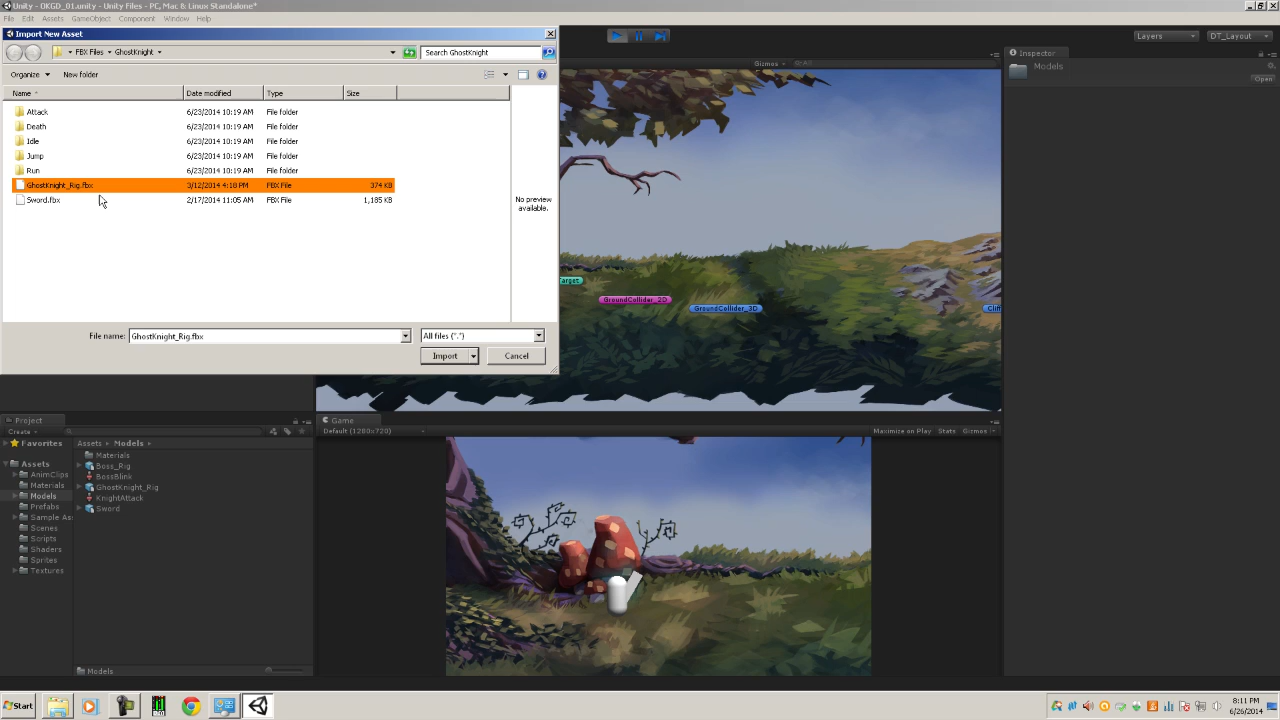 Unity - OKGD_01.unity - Unity Files - PC, Mac & Linux Standalone*
File Edit Assets GameObject Component Window Help
Import New Asset
FBX Files GhostKnight Search GhostKnight
Organize New folder
Name Date modified Type Size
Attack 6/23/2014 10:19 AM File folder
Death 6/23/2014 10:19 AM File folder
Idle 6/23/2014 10:19 AM File folder
Jump 6/23/2014 10:19 AM File folder
Run 6/23/2014 10:19 AM File folder
GhostKnight_Rig.fbx 3/12/2014 4:18 PM FBX File 374 KB
Sword.fbx 2/17/2014 11:05 AM FBX File 1,185 KB
No preview
available.
File name: GhostKnight_Rig.fbx All files (*.*)
Import Cancel
Layers DT_Layout
Gizmos All
Inspector
Models
Open
Target
GroundCollider_2D
GroundCollider_3D
Cliff
Project
Create
Favorites
Assets
AnimClips
Materials
Models
Prefabs
Sample As
Scenes
Scripts
Shaders
Sprites
Textures
Assets Models
Materials
Boss_Rig
BossBlink
GhostKnight_Rig
KnightAttack
Sword
Models
Game
Default (1280x720) Maximize on Play Stats Gizmos
Start
8:11 PM
6/26/2014